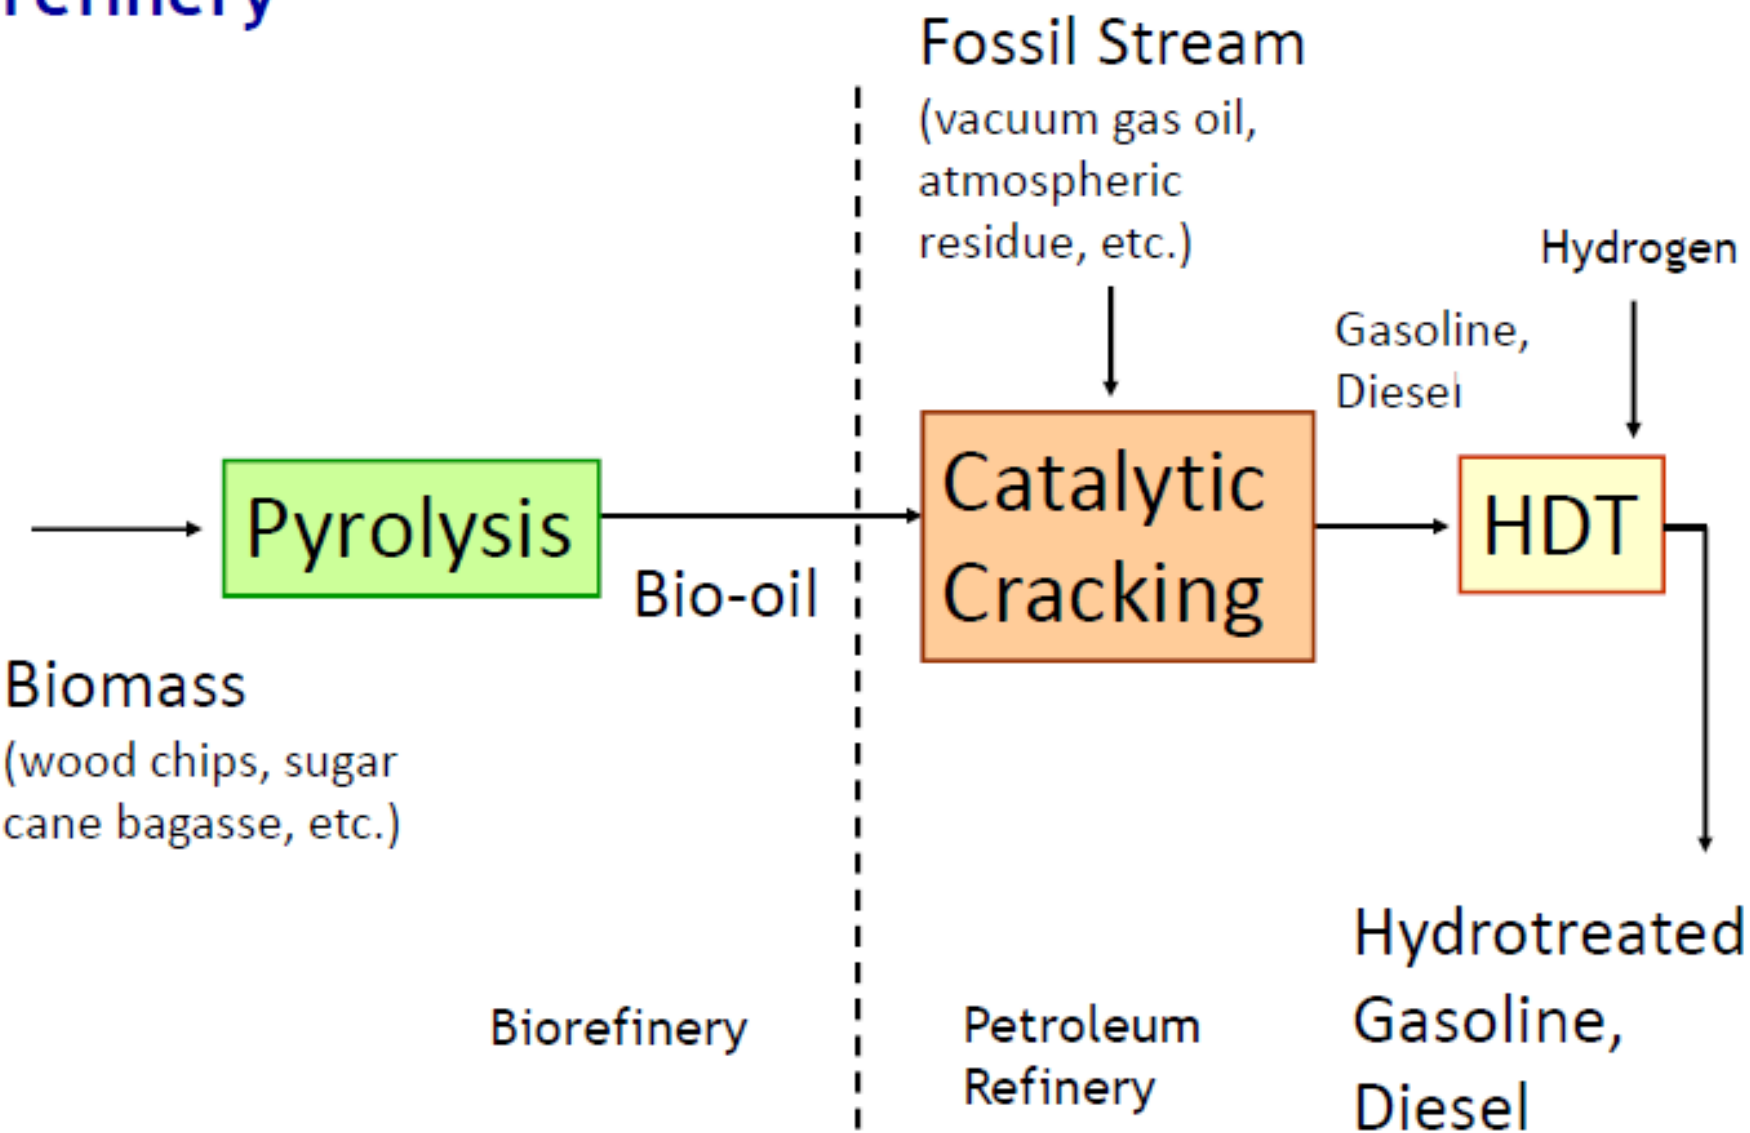 refinery
Fossil Stream
(vacuum gas oil,
atmospheric
residue, etc.)
Hydrogen
Gasoline,
Diesel
Pyrolysis
Catalytic
Cracking
HDT
Bio-oil
Biomass
(wood chips, sugar
cane bagasse, etc.)
Biorefinery
Petroleum
Refinery
Hydrotreated
Gasoline,
Diesel